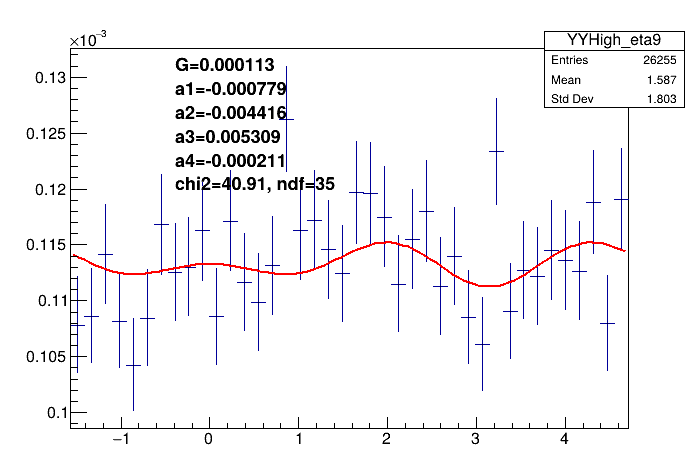 ×10⁻³
YYHigh_eta9
Entries 26255
Mean 1.587
Std Dev 1.803
G=0.000113
a1=-0.000779
a2=-0.004416
a3=0.005309
a4=-0.000211
chi2=40.91, ndf=35
0.13
0.125
0.12
0.115
0.11
0.105
0.1
−1 0 1 2 3 4